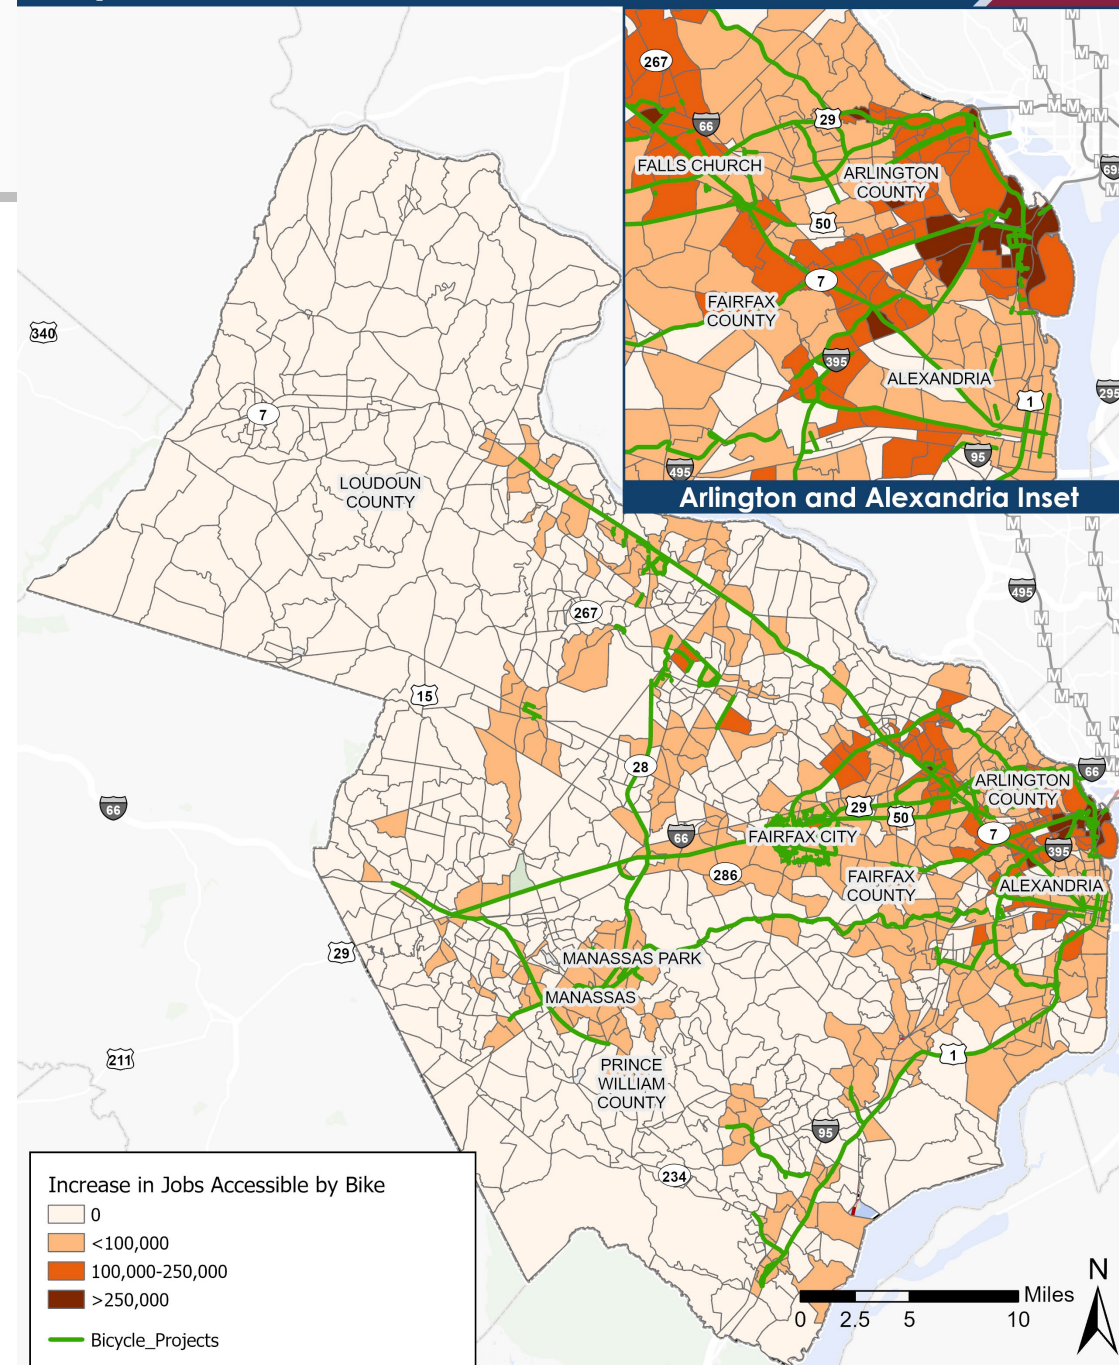 267
66
29
FALLS CHURCH
ARLINGTON
COUNTY
50
7
FAIRFAX
COUNTY
395
ALEXANDRIA
1
295
95
495
M
M
M
M
M
M
M
M
M
M
Arlington and Alexandria Inset
340
7
LOUDOUN
COUNTY
M
M
M
495
M
M
M
M
M
M
M
267
15
28
66
ARLINGTON
COUNTY
66
29
50
7
FAIRFAX CITY
66
395
286
FAIRFAX
COUNTY
ALEXANDRIA
29
MANASSAS PARK
MANASSAS
211
1
PRINCE
WILLIAM
COUNTY
95
234
Increase in Jobs Accessible by Bike
0
<100,000
100,000-250,000
>250,000
Bicycle_Projects
N
Miles
0 2.5 5 10